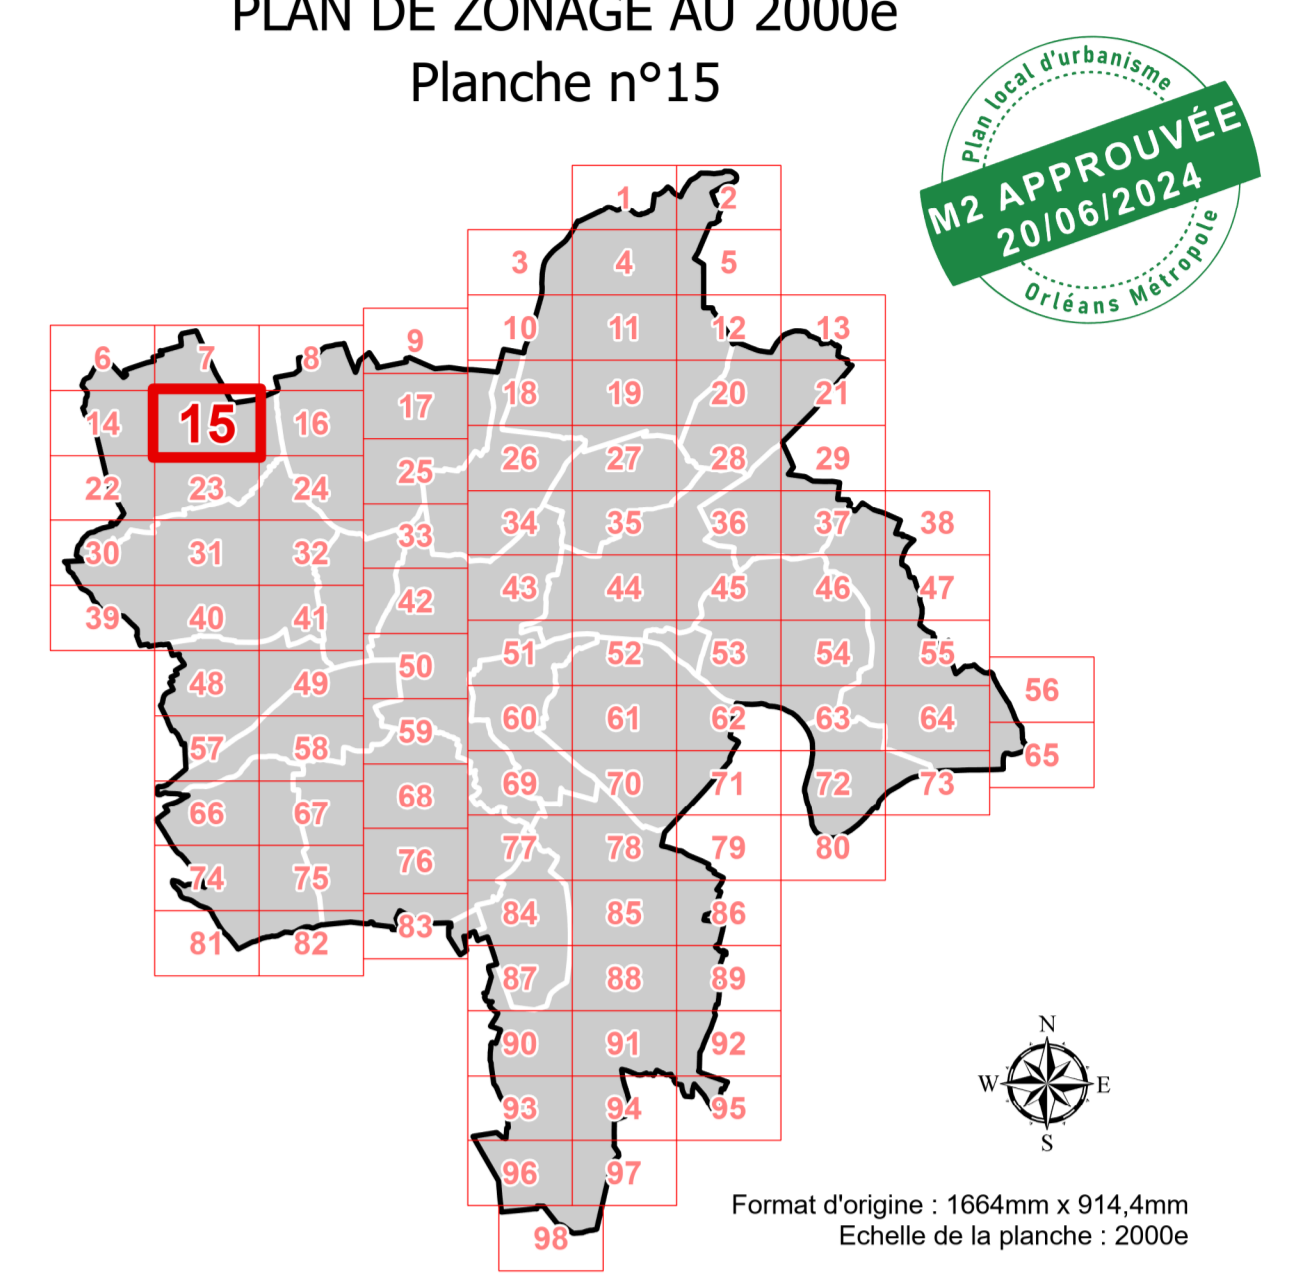 PLAN DE ZONAGE AU 2000e
Planche n°15
Plan local d'urbanisme
M2 APPROUVÉE
20/06/2024
Orléans Métropole
1 2
3 4 5
10 11 12 13
6 7 8 9
18 19 20 21
14 15 16 17
26 27 28 29
22 23 24 25
34 35 36 37 38
30 31 32 33
43 44 45 46 47
39 40 41 42
51 52 53 54 55
48 49 50
56
60 61 62 63 64
57 58 59
65
69 70 71 72 73
66 67 68
77 78 79 80
74 75 76
84 85 86
81 82 83
87 88 89
90 91 92
93 94 95
96 97
98
N
W E
S
Format d'origine : 1664mm x 914,4mm
Echelle de la planche : 2000e